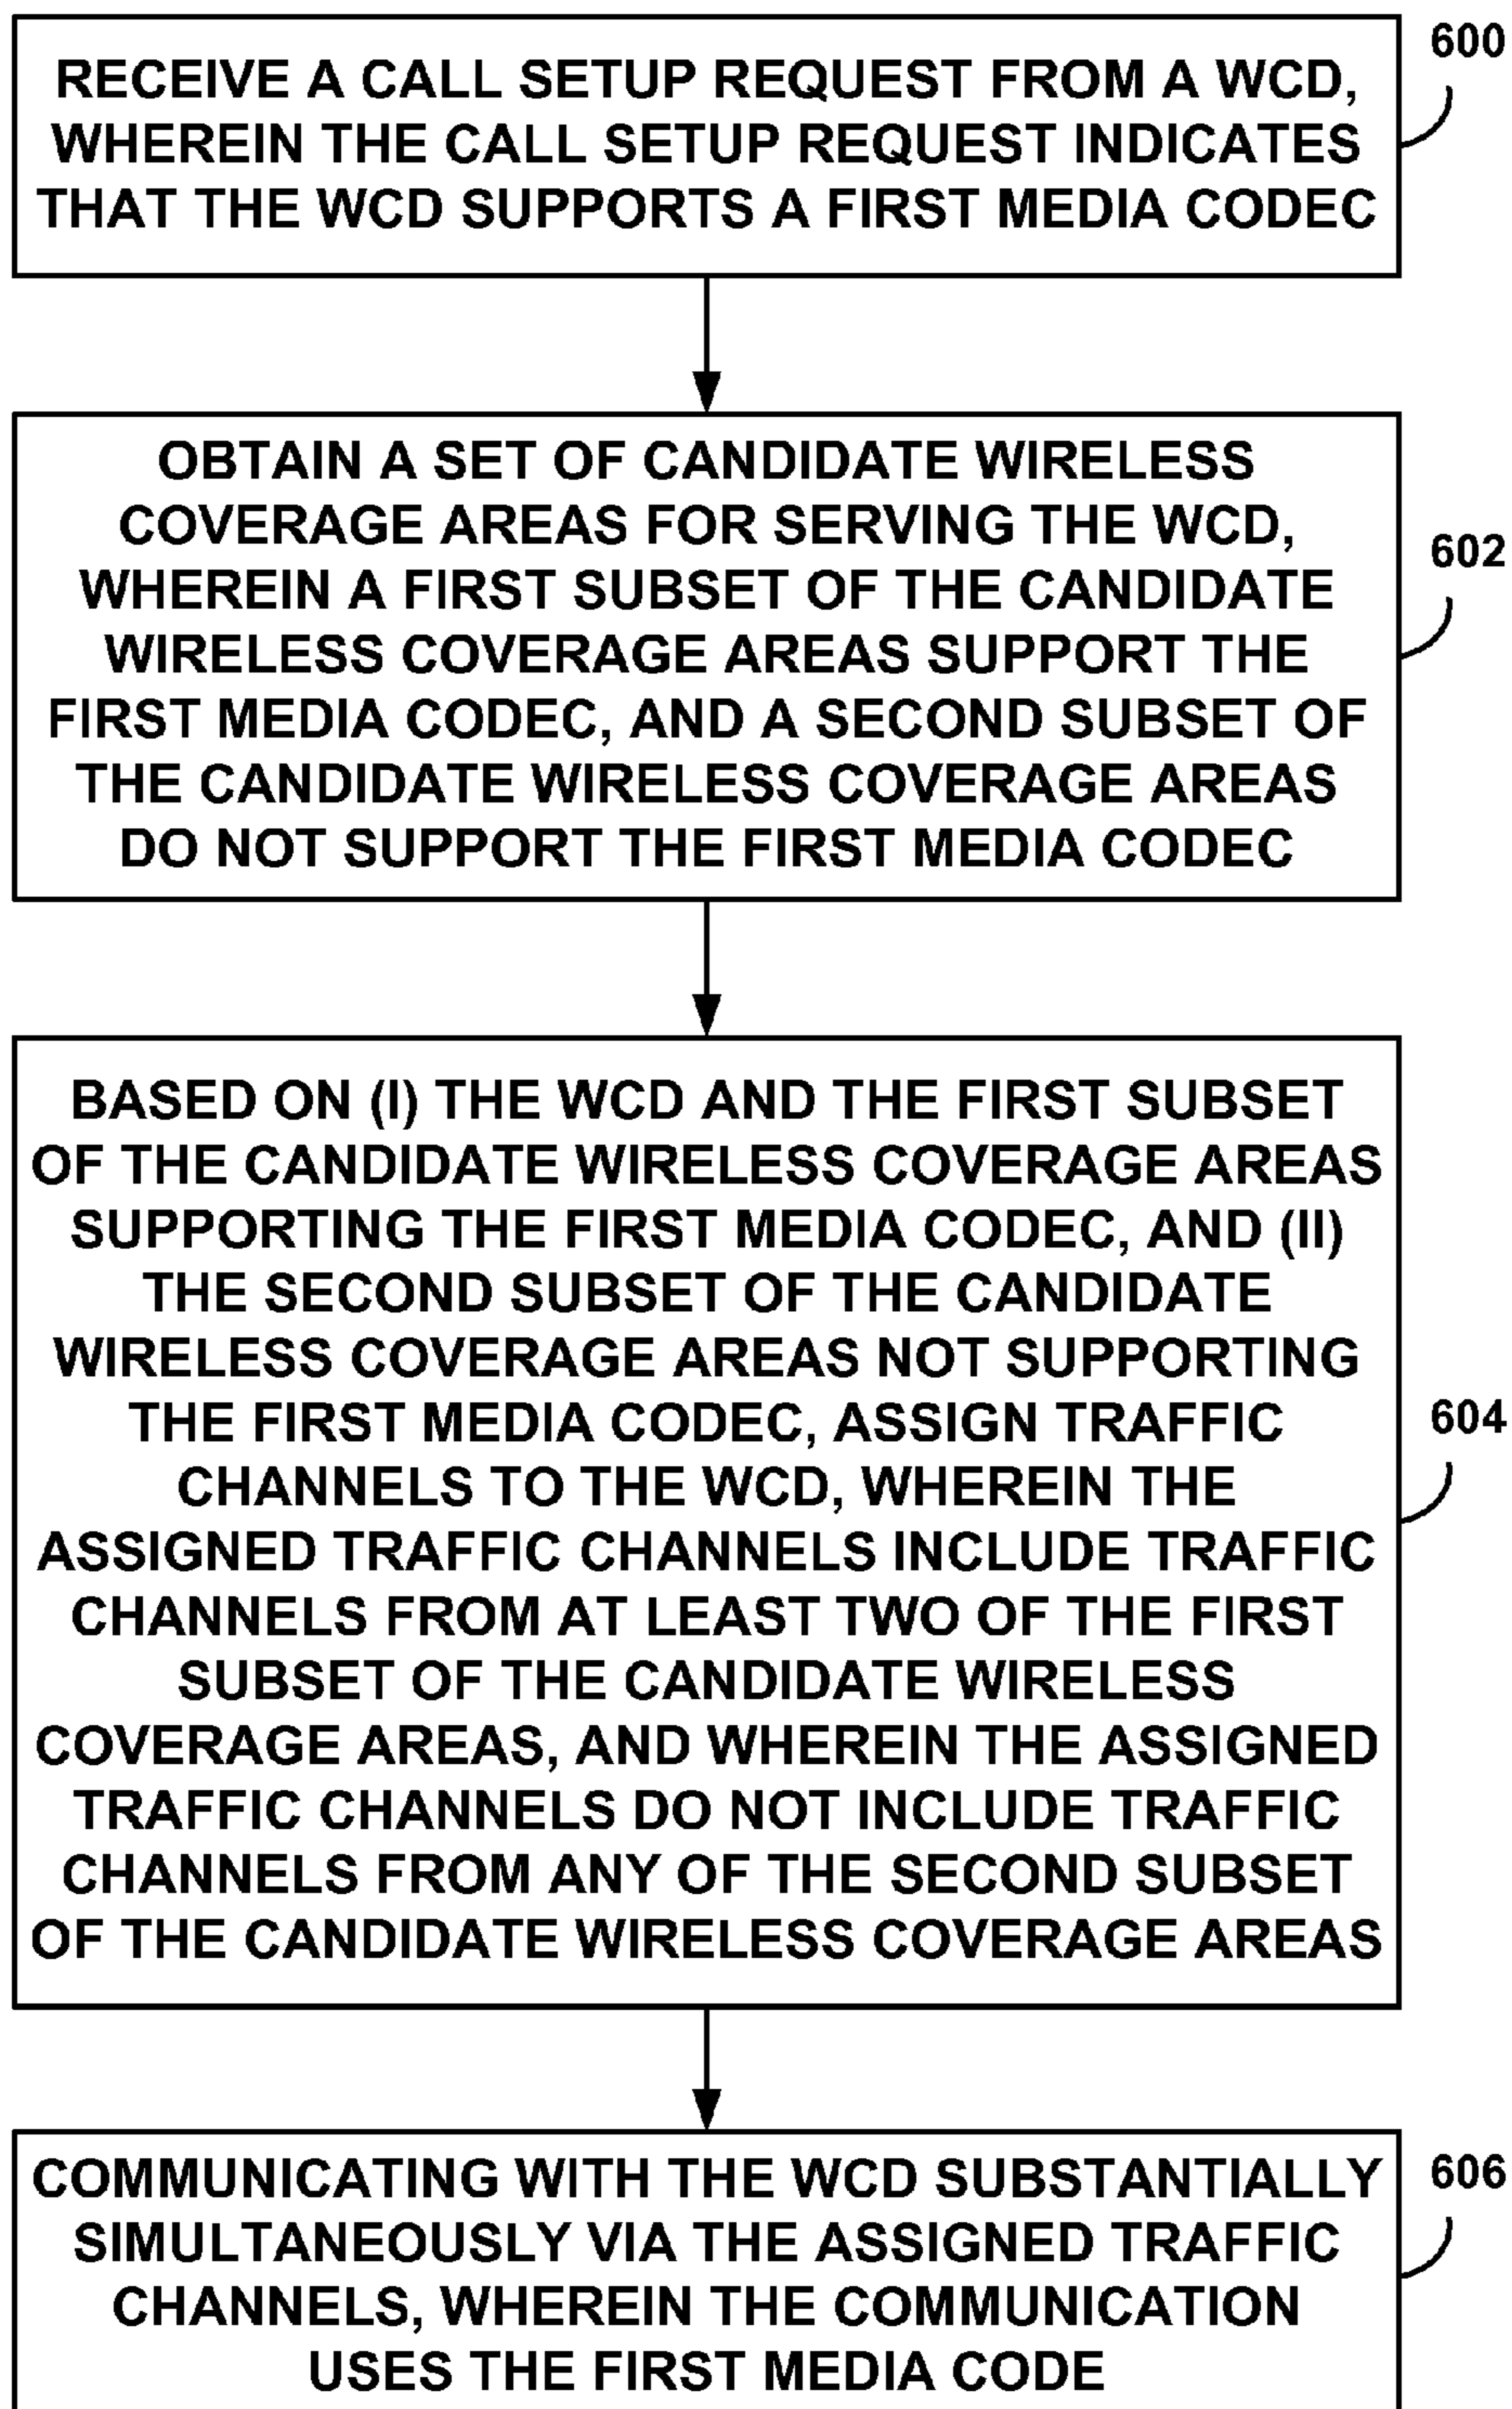 RECEIVE A CALL SETUP REQUEST FROM A WCD,
WHEREIN THE CALL SETUP REQUEST INDICATES
THAT THE WCD SUPPORTS A FIRST MEDIA CODEC
600
OBTAIN A SET OF CANDIDATE WIRELESS
COVERAGE AREAS FOR SERVING THE WCD,
WHEREIN A FIRST SUBSET OF THE CANDIDATE
WIRELESS COVERAGE AREAS SUPPORT THE
FIRST MEDIA CODEC, AND A SECOND SUBSET OF
THE CANDIDATE WIRELESS COVERAGE AREAS
DO NOT SUPPORT THE FIRST MEDIA CODEC
602
BASED ON (I) THE WCD AND THE FIRST SUBSET
OF THE CANDIDATE WIRELESS COVERAGE AREAS
SUPPORTING THE FIRST MEDIA CODEC, AND (II)
THE SECOND SUBSET OF THE CANDIDATE
WIRELESS COVERAGE AREAS NOT SUPPORTING
THE FIRST MEDIA CODEC, ASSIGN TRAFFIC
CHANNELS TO THE WCD, WHEREIN THE
ASSIGNED TRAFFIC CHANNELS INCLUDE TRAFFIC
CHANNELS FROM AT LEAST TWO OF THE FIRST
SUBSET OF THE CANDIDATE WIRELESS
COVERAGE AREAS, AND WHEREIN THE ASSIGNED
TRAFFIC CHANNELS DO NOT INCLUDE TRAFFIC
CHANNELS FROM ANY OF THE SECOND SUBSET
OF THE CANDIDATE WIRELESS COVERAGE AREAS
604
COMMUNICATING WITH THE WCD SUBSTANTIALLY
SIMULTANEOUSLY VIA THE ASSIGNED TRAFFIC
CHANNELS, WHEREIN THE COMMUNICATION
USES THE FIRST MEDIA CODE
606